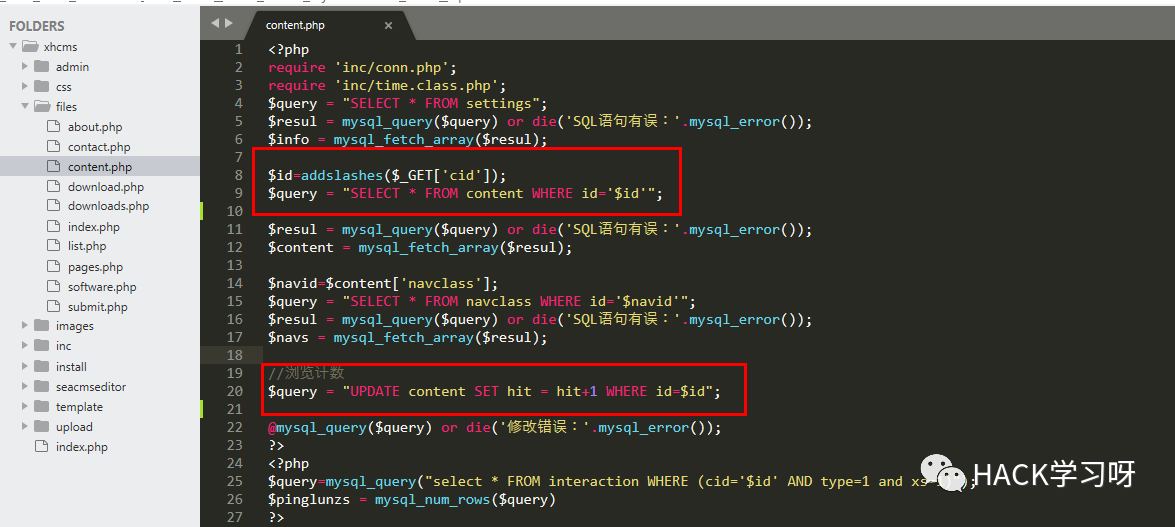 FOLDERS
xhcms
admin
css
files
about.php
contact.php
content.php
download.php
downloads.php
index.php
list.php
pages.php
software.php
submit.php
images
inc
install
seacmseditor
template
upload
index.php
content.php ×
1 <?php
2 require 'inc/conn.php';
3 require 'inc/time.class.php';
4 $query = "SELECT * FROM settings";
5 $resul = mysql_query($query) or die('SQL语句有误：'.mysql_error());
6 $info = mysql_fetch_array($resul);
7
8 $id=addslashes($_GET['cid']);
9 $query = "SELECT * FROM content WHERE id='$id'";
10
11 $resul = mysql_query($query) or die('SQL语句有误：'.mysql_error());
12 $content = mysql_fetch_array($resul);
13
14 $navid=$content['navclass'];
15 $query = "SELECT * FROM navclass WHERE id='$navid'";
16 $resul = mysql_query($query) or die('SQL语句有误：'.mysql_error());
17 $navs = mysql_fetch_array($resul);
18
19 //浏览计数
20 $query = "UPDATE content SET hit = hit+1 WHERE id=$id";
21
22 @mysql_query($query) or die('修改错误：'.mysql_error());
23 ?>
24 <?php
25 $query=mysql_query("select * FROM interaction WHERE (cid='$id' AND type=1 and xs
26 $pinglunzs = mysql_num_rows($query)
27 ?>
HACK学习呀